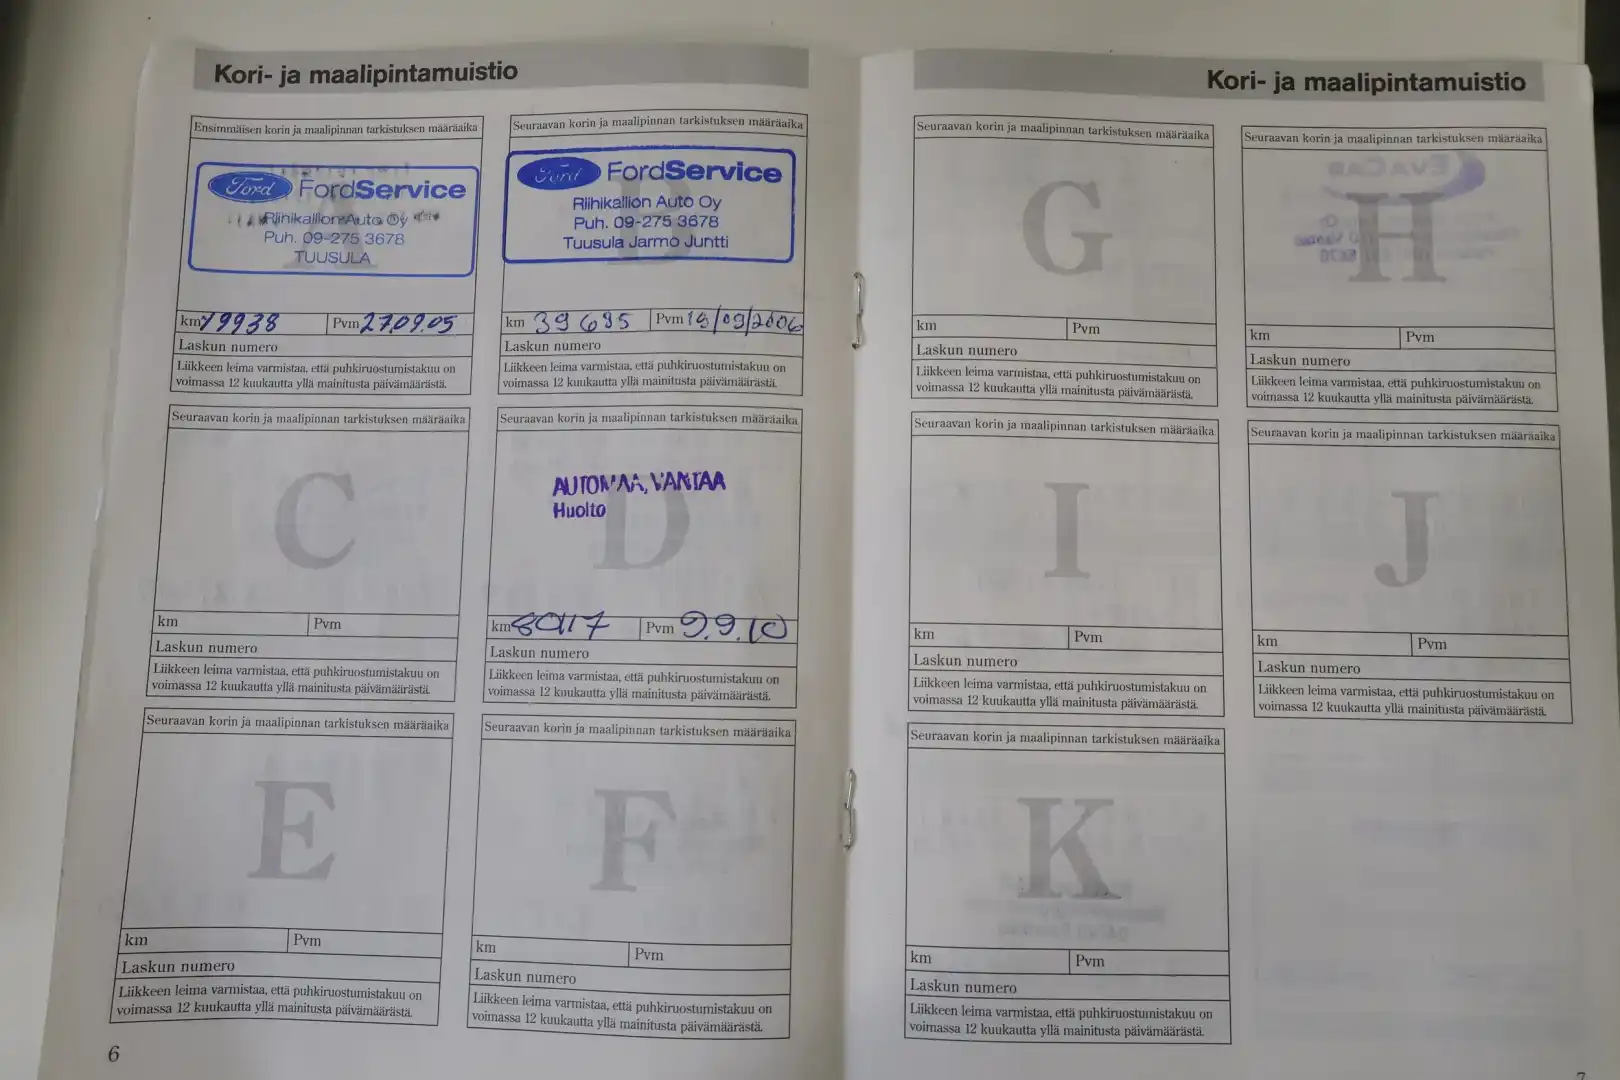 Kori- ja maalipintamuistio
Ensimmäisen korin ja maalipinnan tarkistuksen määräaika
Ford FordService
Riihikallion Auto Oy
Puh. 09-275 3678
TUUSULA
km 19938 Pvm 27.09.05
Laskun numero
Liikkeen leima varmistaa, että puhkiruostumistakuu on
voimassa 12 kuukautta yllä mainitusta päivämäärästä.
Seuraavan korin ja maalipinnan tarkistuksen määräaika
B
Ford FordService
Riihikallion Auto Oy
Puh. 09-275 3678
Tuusula Jarmo Juntti
km 39695 Pvm /09/2006
Laskun numero
Liikkeen leima varmistaa, että puhkiruostumistakuu on
voimassa 12 kuukautta yllä mainitusta päivämäärästä.
Seuraavan korin ja maalipinnan tarkistuksen määräaika
C
km Pvm
Laskun numero
Liikkeen leima varmistaa, että puhkiruostumistakuu on
voimassa 12 kuukautta yllä mainitusta päivämäärästä.
Seuraavan korin ja maalipinnan tarkistuksen määräaika
D
AUTOMAA, VANTAA
Huolto
km Pvm 9.9.10
Laskun numero
Liikkeen leima varmistaa, että puhkiruostumistakuu on
voimassa 12 kuukautta yllä mainitusta päivämäärästä.
Seuraavan korin ja maalipinnan tarkistuksen määräaika
E
km Pvm
Laskun numero
Liikkeen leima varmistaa, että puhkiruostumistakuu on
voimassa 12 kuukautta yllä mainitusta päivämäärästä.
Seuraavan korin ja maalipinnan tarkistuksen määräaika
F
km Pvm
Laskun numero
Liikkeen leima varmistaa, että puhkiruostumistakuu on
voimassa 12 kuukautta yllä mainitusta päivämäärästä.
6
Kori- ja maalipintamuistio
Seuraavan korin ja maalipinnan tarkistuksen määräaika
G
km Pvm
Laskun numero
Liikkeen leima varmistaa, että puhkiruostumistakuu on
voimassa 12 kuukautta yllä mainitusta päivämäärästä.
Seuraavan korin ja maalipinnan tarkistuksen määräaika
H
km Pvm
Laskun numero
Liikkeen leima varmistaa, että puhkiruostumistakuu on
voimassa 12 kuukautta yllä mainitusta päivämäärästä.
Seuraavan korin ja maalipinnan tarkistuksen määräaika
I
km Pvm
Laskun numero
Liikkeen leima varmistaa, että puhkiruostumistakuu on
voimassa 12 kuukautta yllä mainitusta päivämäärästä.
Seuraavan korin ja maalipinnan tarkistuksen määräaika
J
km Pvm
Laskun numero
Liikkeen leima varmistaa, että puhkiruostumistakuu on
voimassa 12 kuukautta yllä mainitusta päivämäärästä.
Seuraavan korin ja maalipinnan tarkistuksen määräaika
K
km Pvm
Laskun numero
Liikkeen leima varmistaa, että puhkiruostumistakuu on
voimassa 12 kuukautta yllä mainitusta päivämäärästä.